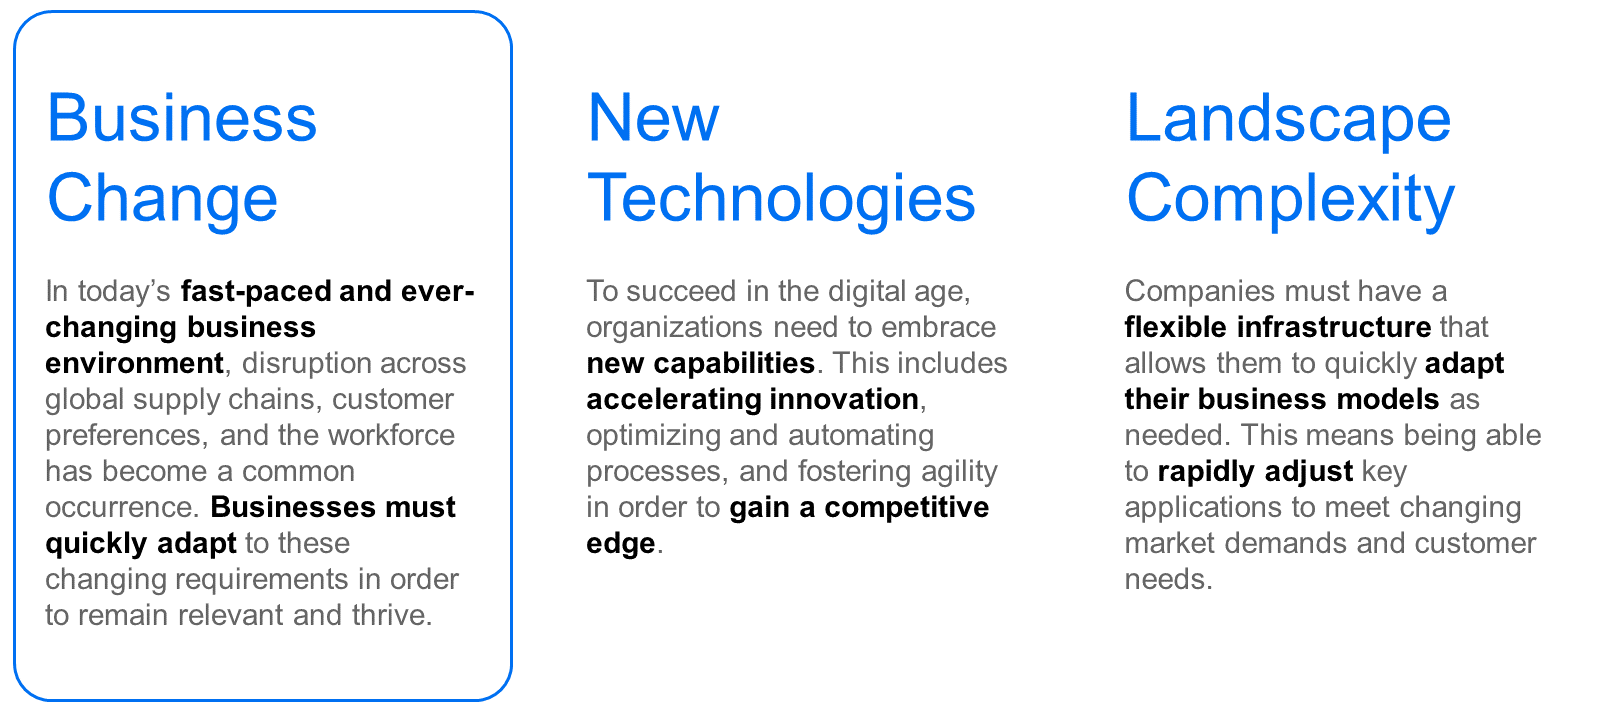 Business
Change
In today’s fast-paced and ever-
changing business
environment, disruption across
global supply chains, customer
preferences, and the workforce
has become a common
occurrence. Businesses must
quickly adapt to these
changing requirements in order
to remain relevant and thrive.
New
Technologies
To succeed in the digital age,
organizations need to embrace
new capabilities. This includes
accelerating innovation,
optimizing and automating
processes, and fostering agility
in order to gain a competitive
edge.
Landscape
Complexity
Companies must have a
flexible infrastructure that
allows them to quickly adapt
their business models as
needed. This means being able
to rapidly adjust key
applications to meet changing
market demands and customer
needs.